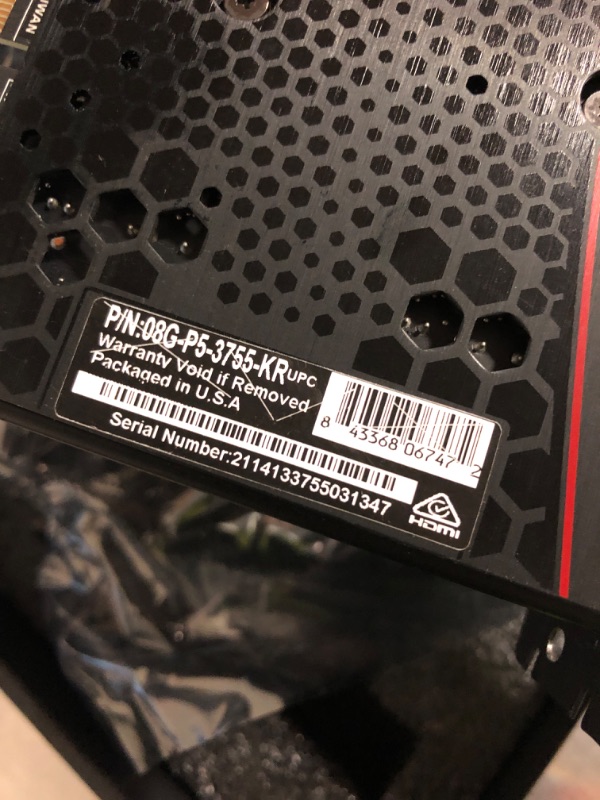 P/N:08G-P5-3755-KR UPC
Warranty Void if Removed
Packaged in U.S.A
8 43368 06747 2
Serial Number:2114133755031347
HDMI